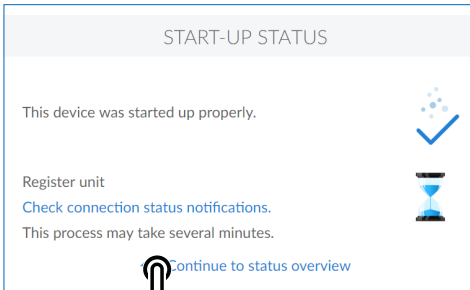 START-UP STATUS
This device was started up properly.
Register unit
Check connection status notifications.
This process may take several minutes.
Continue to status overview